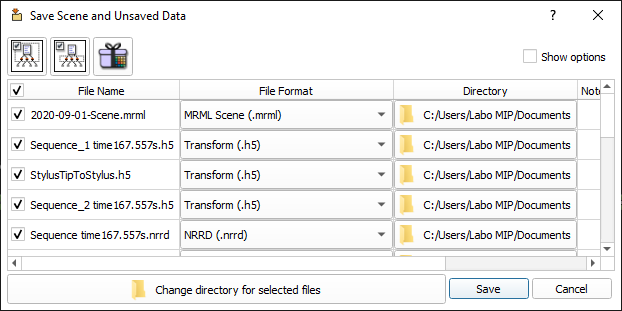 Save Scene and Unsaved Data
?
Show options
File Name File Format Directory Note
2020-09-01-Scene.mrml MRML Scene (.mrml) C:/Users/Labo MIP/Documents
Sequence_1 time167.557s.h5 Transform (.h5) C:/Users/Labo MIP/Documents
StylusTipToStylus.h5 Transform (.h5) C:/Users/Labo MIP/Documents
Sequence_2 time167.557s.h5 Transform (.h5) C:/Users/Labo MIP/Documents
Sequence time167.557s.nrrd NRRD (.nrrd) C:/Users/Labo MIP/Documents
Change directory for selected files Save Cancel